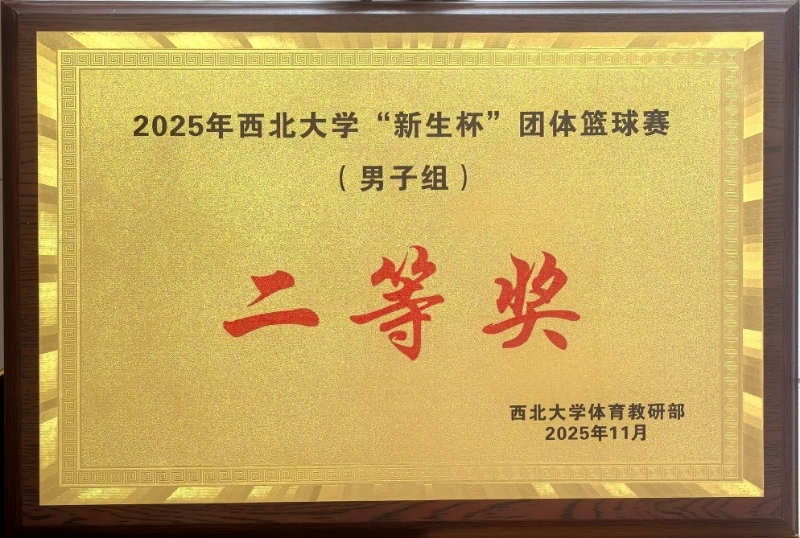 2025年西北大学“新生杯”团体篮球赛
（男子组）
二等奖
西北大学体育教研部
2025年11月